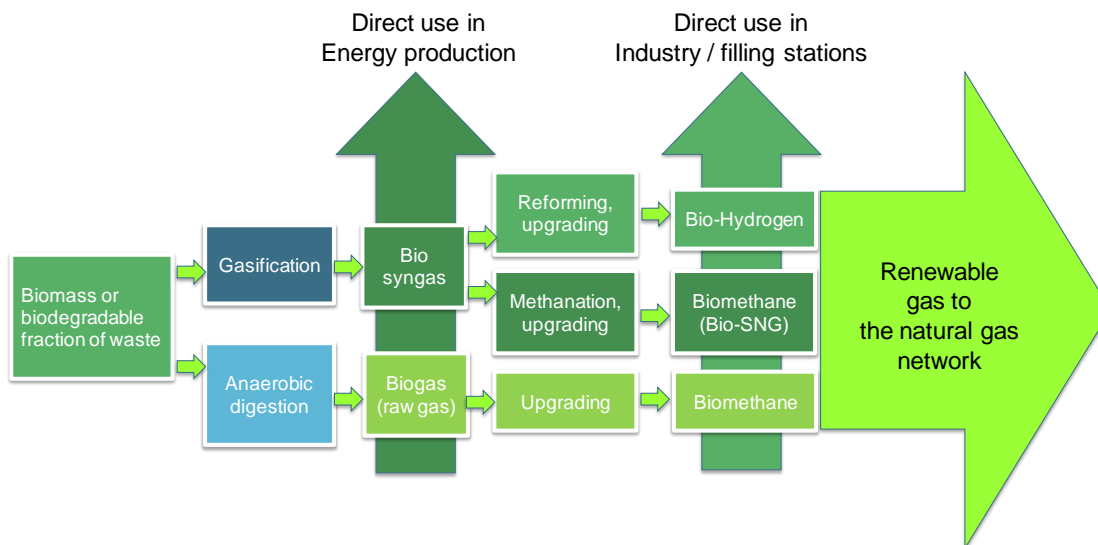 Direct use in
Energy production
Direct use in
Industry / filling stations
Biomass or
biodegradable
fraction of waste
Gasification
Bio
syngas
Reforming,
upgrading
Bio-Hydrogen
Methanation,
upgrading
Biomethane
(Bio-SNG)
Anaerobic
digestion
Biogas
(raw gas)
Upgrading
Biomethane
Renewable
gas to
the natural gas
network